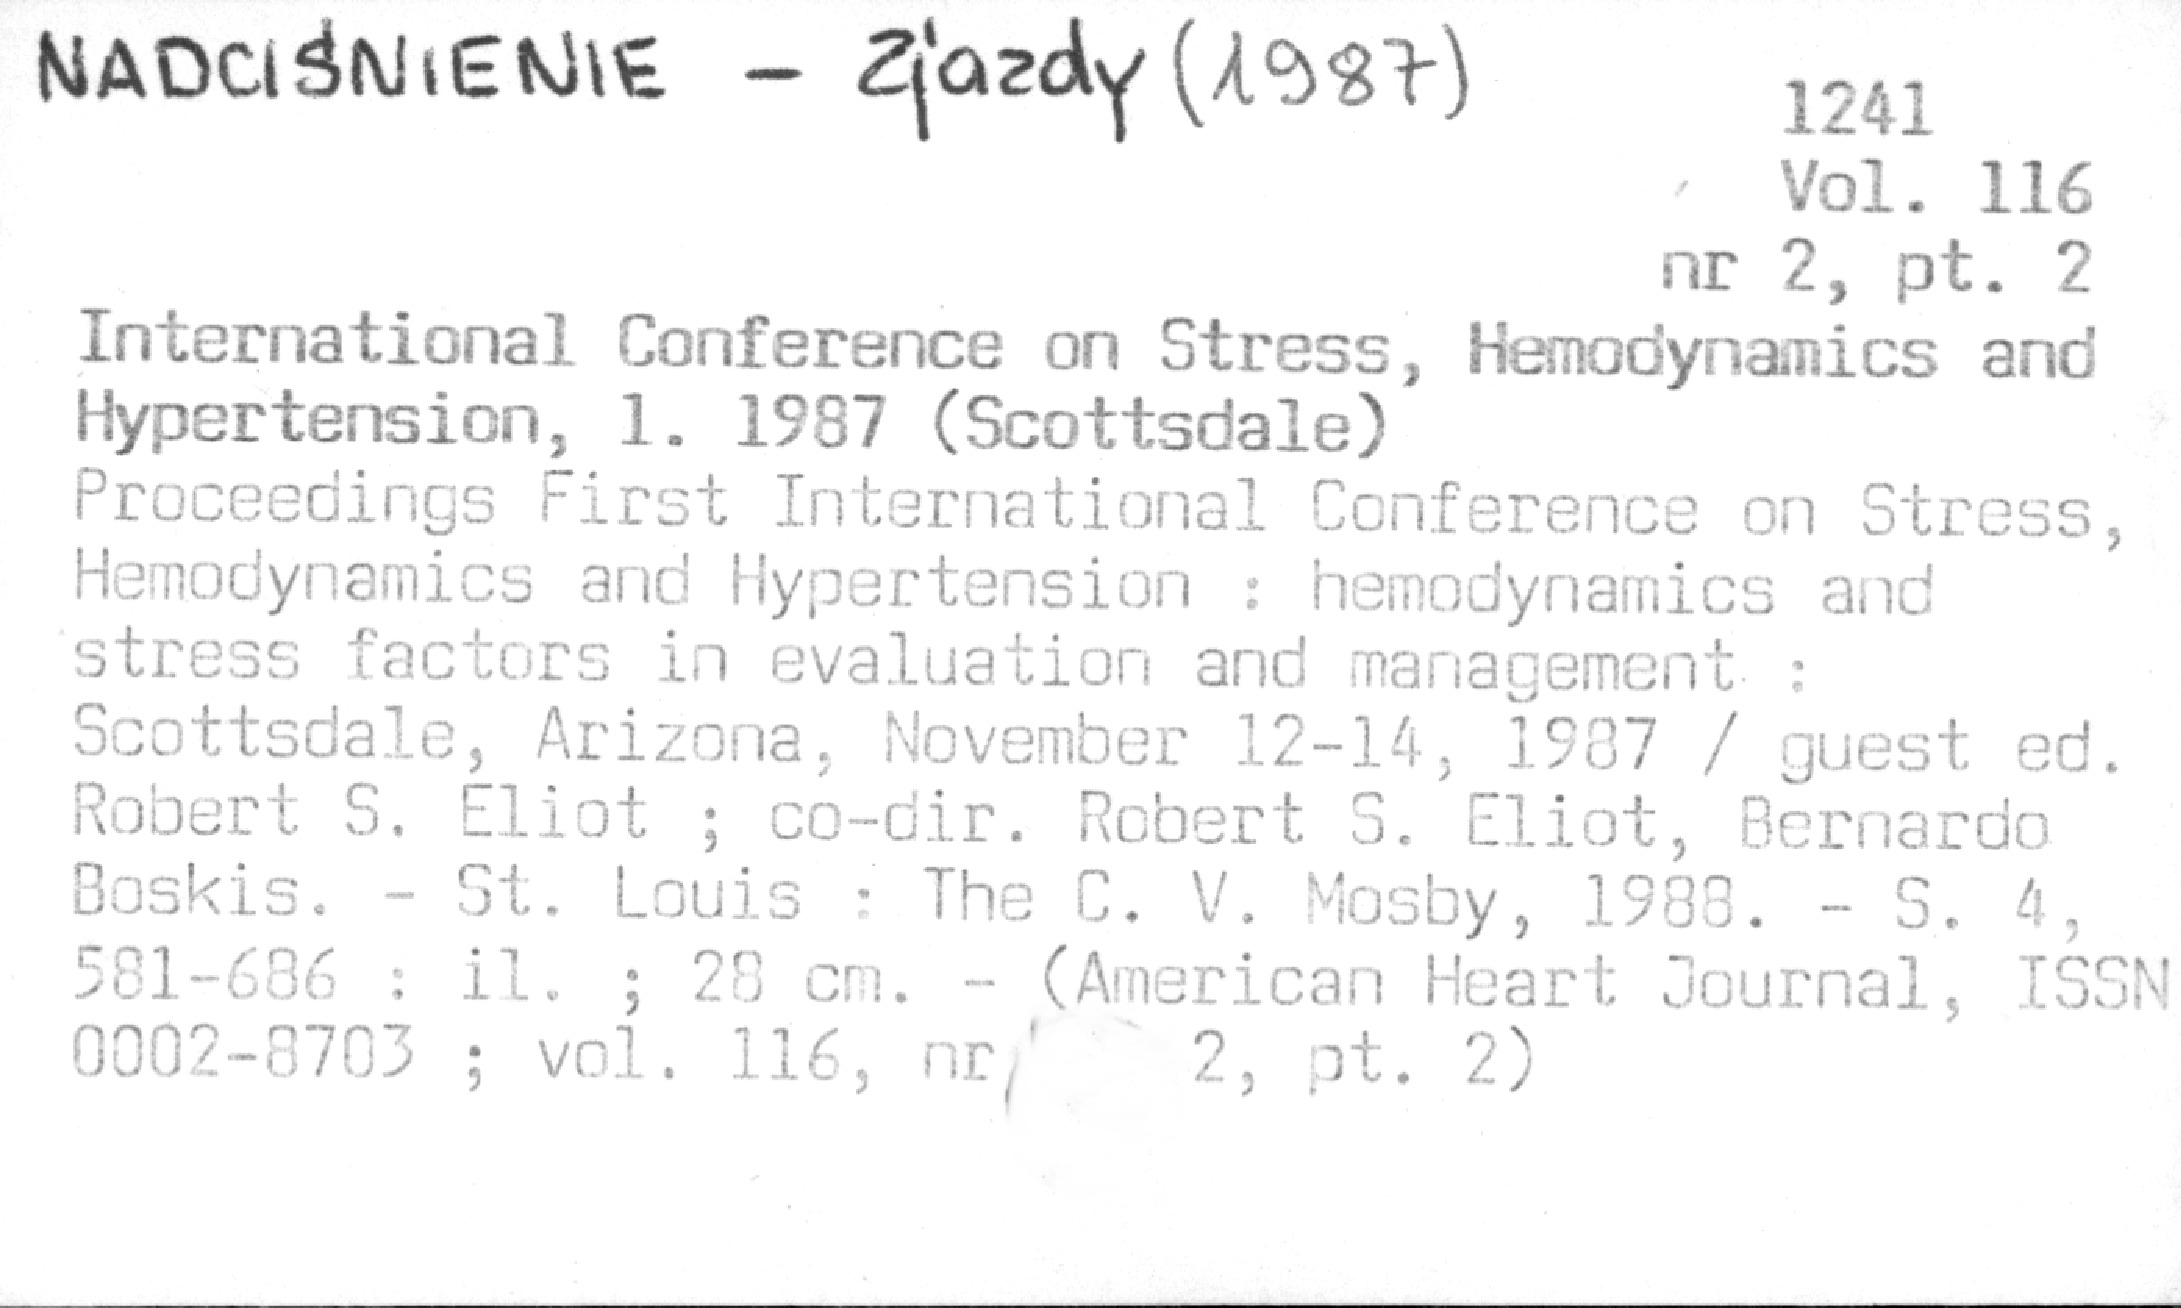 NADCIŚNIENIE - Zjazdy (1987)
1241
Vol. 116
nr 2, pt. 2
International Conference on Stress, Hemodynamics and
Hypertension, 1. 1987 (Scottsdale)
Proceedings First International Conference on Stress,
Hemodynamics and Hypertension : hemodynamics and
stress factors in evaluation and management :
Scottsdale, Arizona, November 12-14, 1987 / guest ed.
Robert S. Eliot ; co-dir. Robert S. Eliot, Bernardo
Boskis. - St. Louis : The C. V. Mosby, 1988. - S. 4,
581-686 : il. ; 28 cm. - (American Heart Journal, ISSN
0002-8703 ; vol. 116, nr 2, pt. 2)